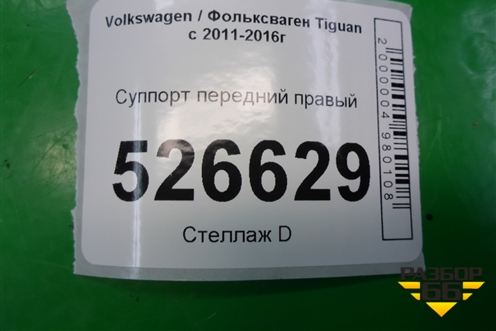 Volkswagen / Фольксваген Tiguan
с 2011-2016г
Суппорт передний правый
526629
Стеллаж D
2000004980108
РАЗБОР
66